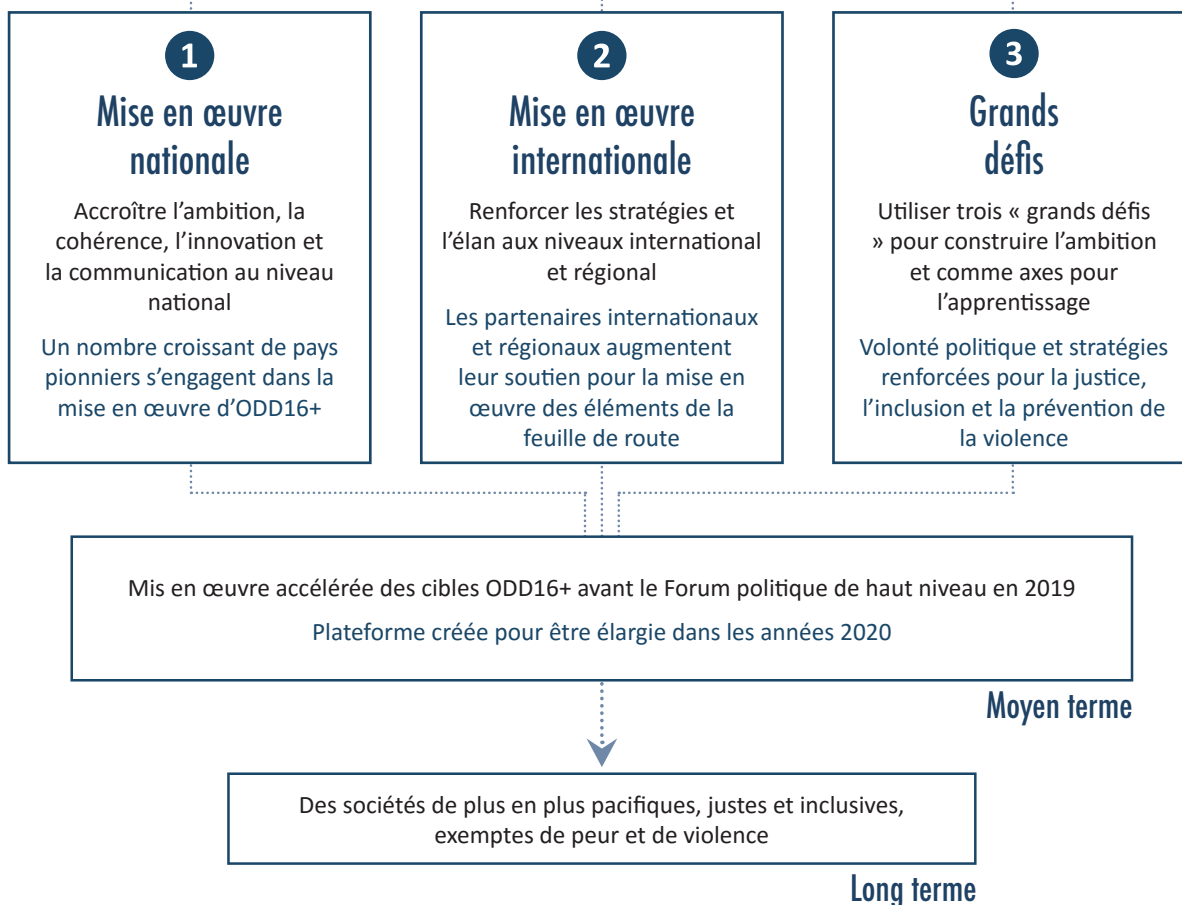 1
Mise en œuvre
nationale
Accroître l’ambition, la
cohérence, l’innovation et
la communication au niveau
national
Un nombre croissant de pays
pionniers s’engagent dans la
mise en œuvre d’ODD16+
2
Mise en œuvre
internationale
Renforcer les stratégies et
l’élan aux niveaux international
et régional
Les partenaires internationaux
et régionaux augmentent
leur soutien pour la mise en
œuvre des éléments de la
feuille de route
3
Grands
défis
Utiliser trois « grands défis
» pour construire l’ambition
et comme axes pour
l’apprentissage
Volonté politique et stratégies
renforcées pour la justice,
l’inclusion et la prévention de
la violence
Mis en œuvre accélérée des cibles ODD16+ avant le Forum politique de haut niveau en 2019
Plateforme créée pour être élargie dans les années 2020
Moyen terme
Des sociétés de plus en plus pacifiques, justes et inclusives,
exemptes de peur et de violence
Long terme